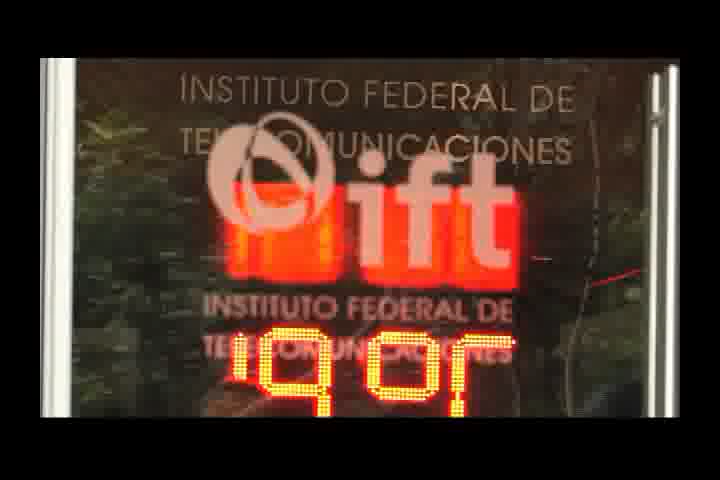 INSTITUTO FEDERAL DE
TELECOMUNICACIONES
ift
INSTITUTO FEDERAL DE
TELECOMUNICACIONES